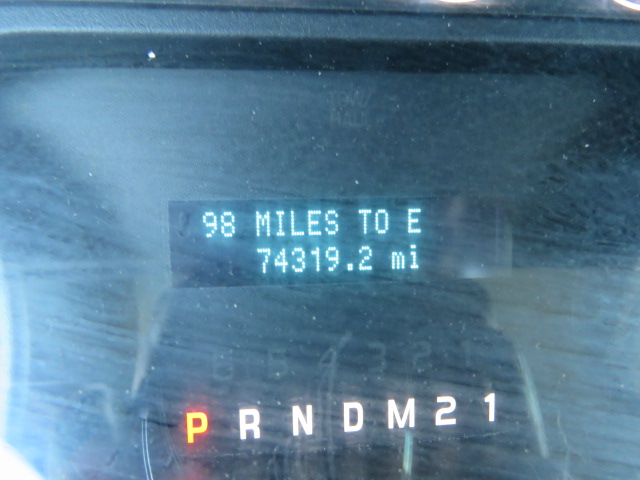 98 MILES TO E
74319.2 mi
P R N D M 2 1